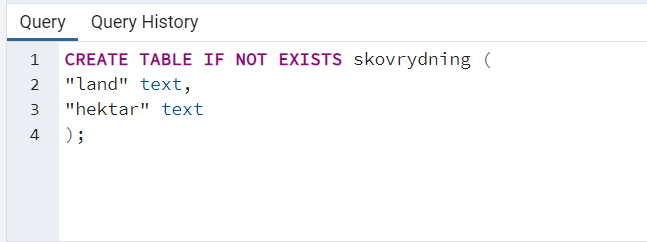 Query Query History
1 CREATE TABLE IF NOT EXISTS skovrydning (
2 "land" text,
3 "hektar" text
4 );